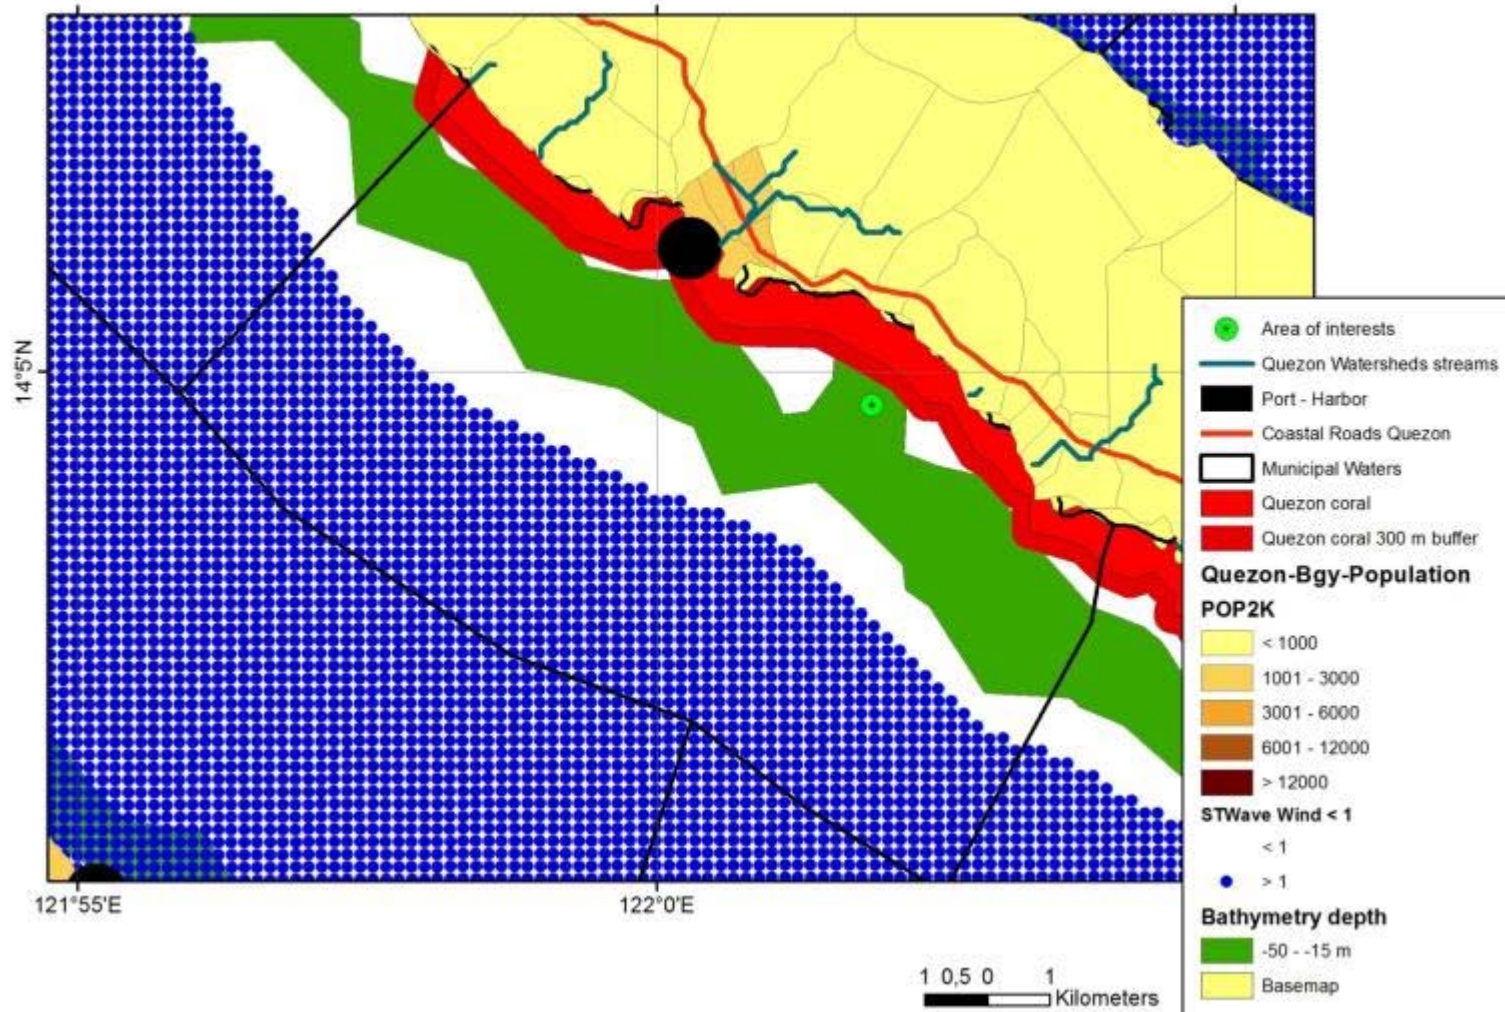 14°5'N
121°55'E
122°0'E
1 0,5 0 1
Kilometers
Area of interests
Quezon Watersheds streams
Port - Harbor
Coastal Roads Quezon
Municipal Waters
Quezon coral
Quezon coral 300 m buffer
Quezon-Bgy-Population
POP2K
< 1000
1001 - 3000
3001 - 6000
6001 - 12000
> 12000
STWave Wind < 1
< 1
> 1
Bathymetry depth
-50 - -15 m
Basemap